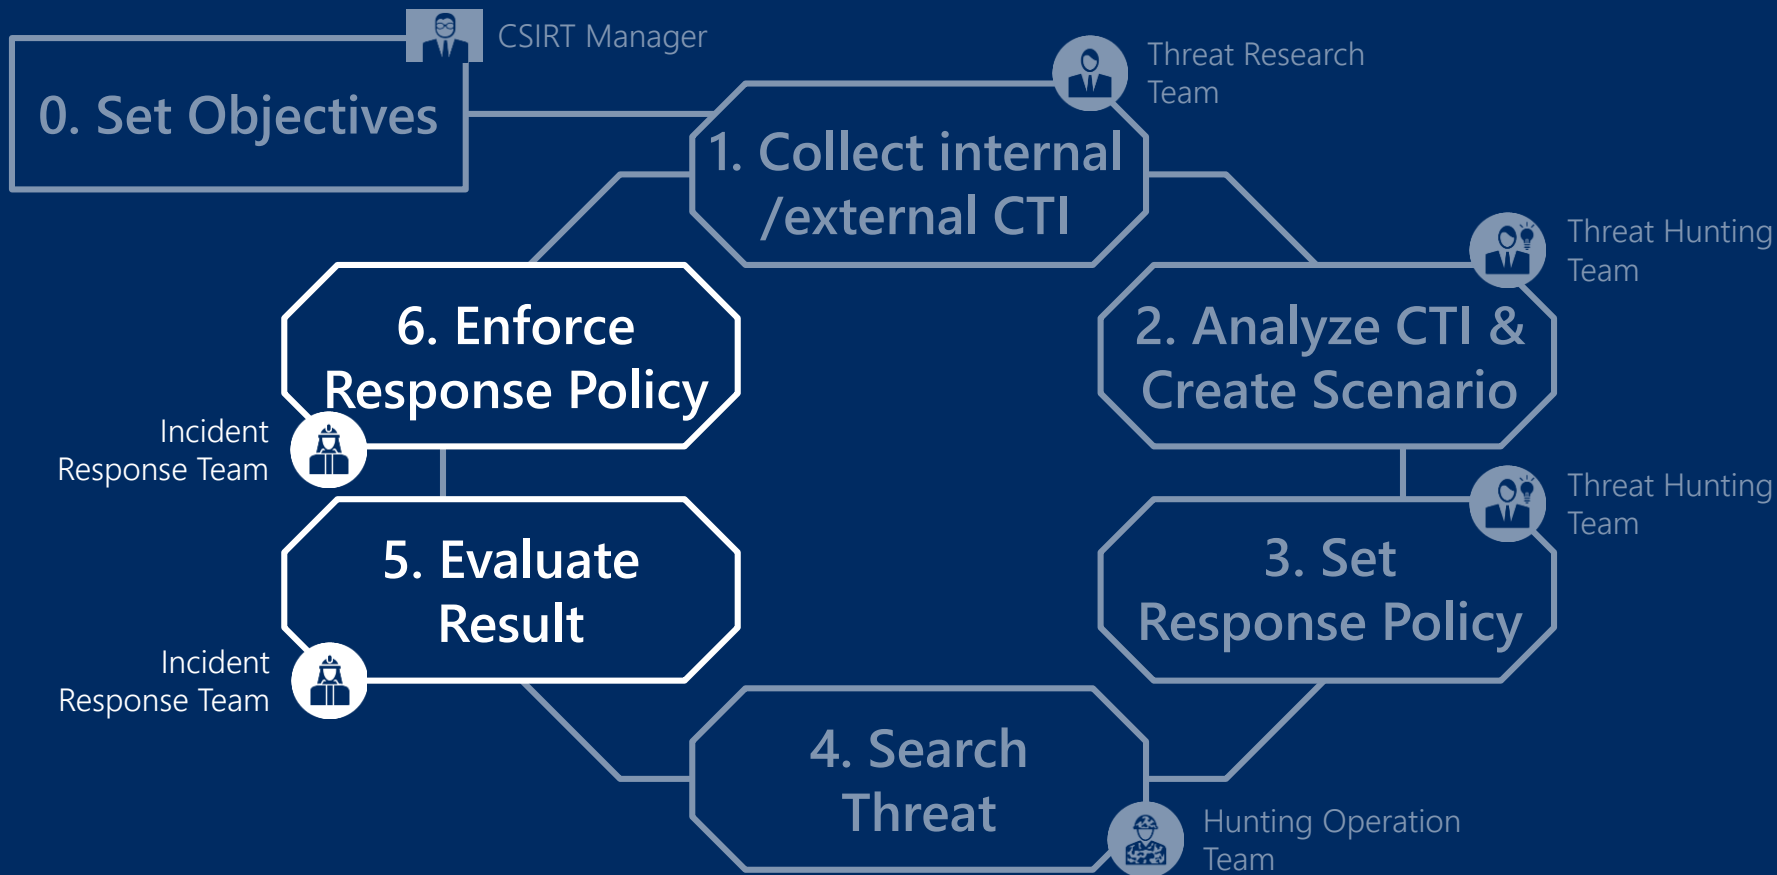 CSIRT Manager
0. Set Objectives
Threat Research
Team
1. Collect internal
/external CTI
Threat Hunting
Team
2. Analyze CTI &
Create Scenario
Threat Hunting
Team
3. Set
Response Policy
4. Search
Threat
Hunting Operation
Team
5. Evaluate
Result
Incident
Response Team
6. Enforce
Response Policy
Incident
Response Team